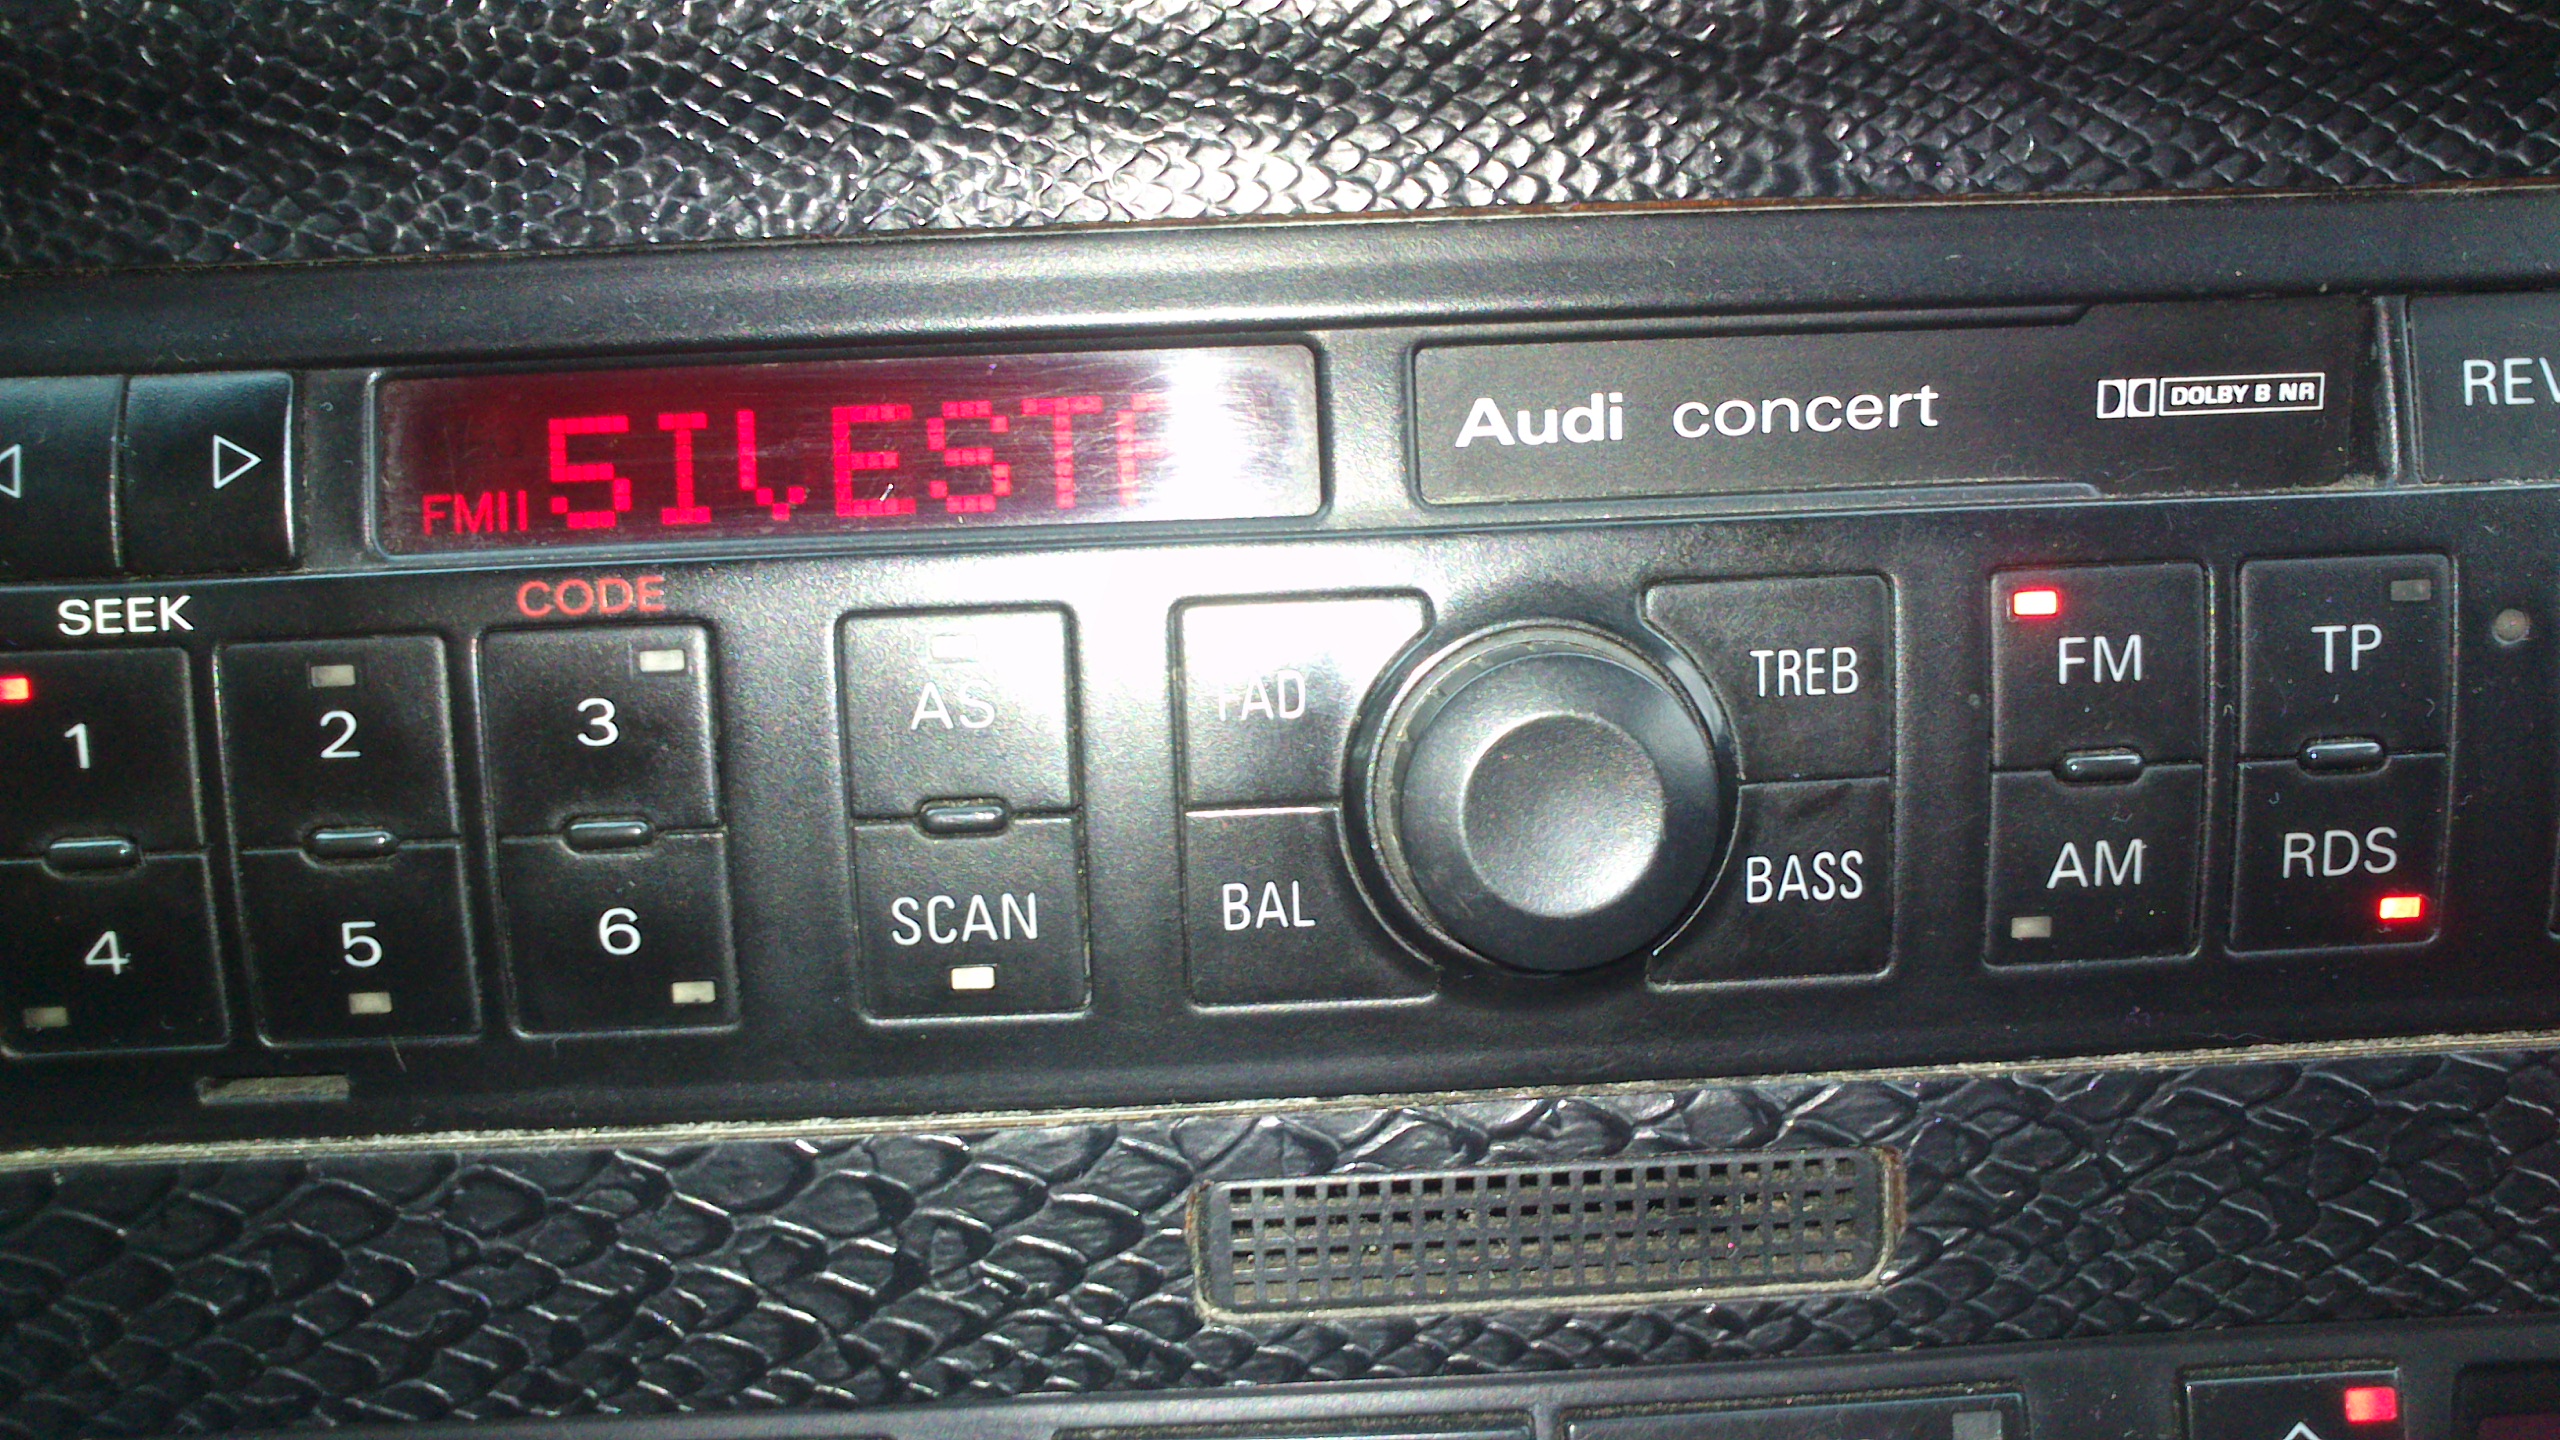 FMII SILESTR
Audi concert
DOLBY B NR
REV
SEEK
CODE
1 2 3 AS FAD TREB FM TP
4 5 6 SCAN BAL BASS AM RDS